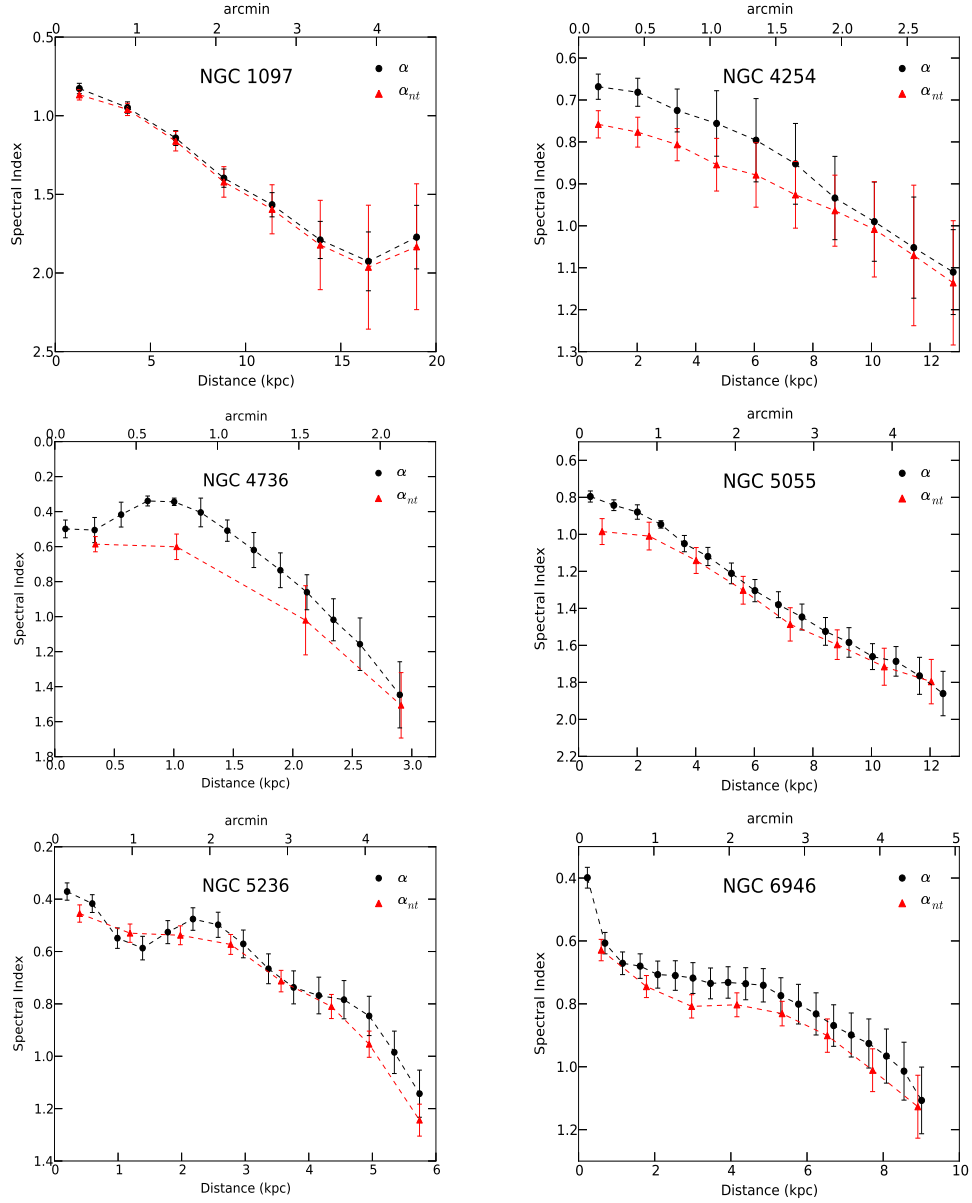 arcmin
0 1 2 3 4
0.5 1.0 1.5 2.0 2.5
Spectral Index
NGC 1097
α
α_nt
0 5 10 15 20
Distance (kpc)
arcmin
0.0 0.5 1.0 1.5 2.0 2.5
0.6 0.7 0.8 0.9 1.0 1.1 1.2 1.3
Spectral Index
NGC 4254
α
α_nt
0 2 4 6 8 10 12
Distance (kpc)
arcmin
0.0 0.5 1.0 1.5 2.0
0.0 0.2 0.4 0.6 0.8 1.0 1.2 1.4 1.6 1.8
Spectral Index
NGC 4736
α
α_nt
0.0 0.5 1.0 1.5 2.0 2.5 3.0
Distance (kpc)
arcmin
0 1 2 3 4
0.6 0.8 1.0 1.2 1.4 1.6 1.8 2.0 2.2
Spectral Index
NGC 5055
α
α_nt
0 2 4 6 8 10 12
Distance (kpc)
arcmin
0 1 2 3 4
0.2 0.4 0.6 0.8 1.0 1.2 1.4
Spectral Index
NGC 5236
α
α_nt
0 1 2 3 4 5 6
Distance (kpc)
arcmin
0 1 2 3 4 5
0.4 0.6 0.8 1.0 1.2
Spectral Index
NGC 6946
α
α_nt
0 2 4 6 8 10
Distance (kpc)